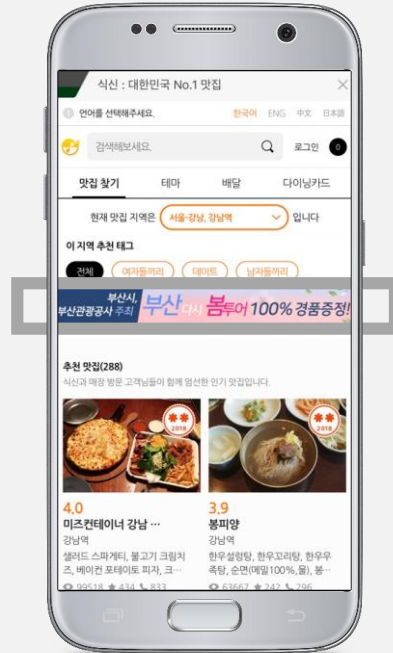 식신 : 대한민국 No.1 맛집
언어를 선택해주세요. 한국어 ENG 中文 日本語
검색해보세요. 로그인 0
맛집 찾기 테마 배달 다이닝카드
현재 맛집 지역은 서울-강남, 강남역 입니다
이 지역 추천 태그
전체 여자들끼리 데이트 남자들끼리
부산시,
부산관광공사 주최 부산 다시 봄투어 100% 경품증정!
추천 맛집(288)
식신과 매장 방문 고객님들이 함께 엄선한 인기 맛집입니다.
2018 2018
4.0 3.9
미즈컨테이너 강남 ··· 봉피양
강남역 강남역
샐러드 스파게티, 불고기 크림치 한우설렁탕, 한우꼬리탕, 한우우
즈, 베이컨 포테이토 피자, 크··· 족탕, 순면(메밀100%,물), 봉···
99518 434 833 63667 242 296